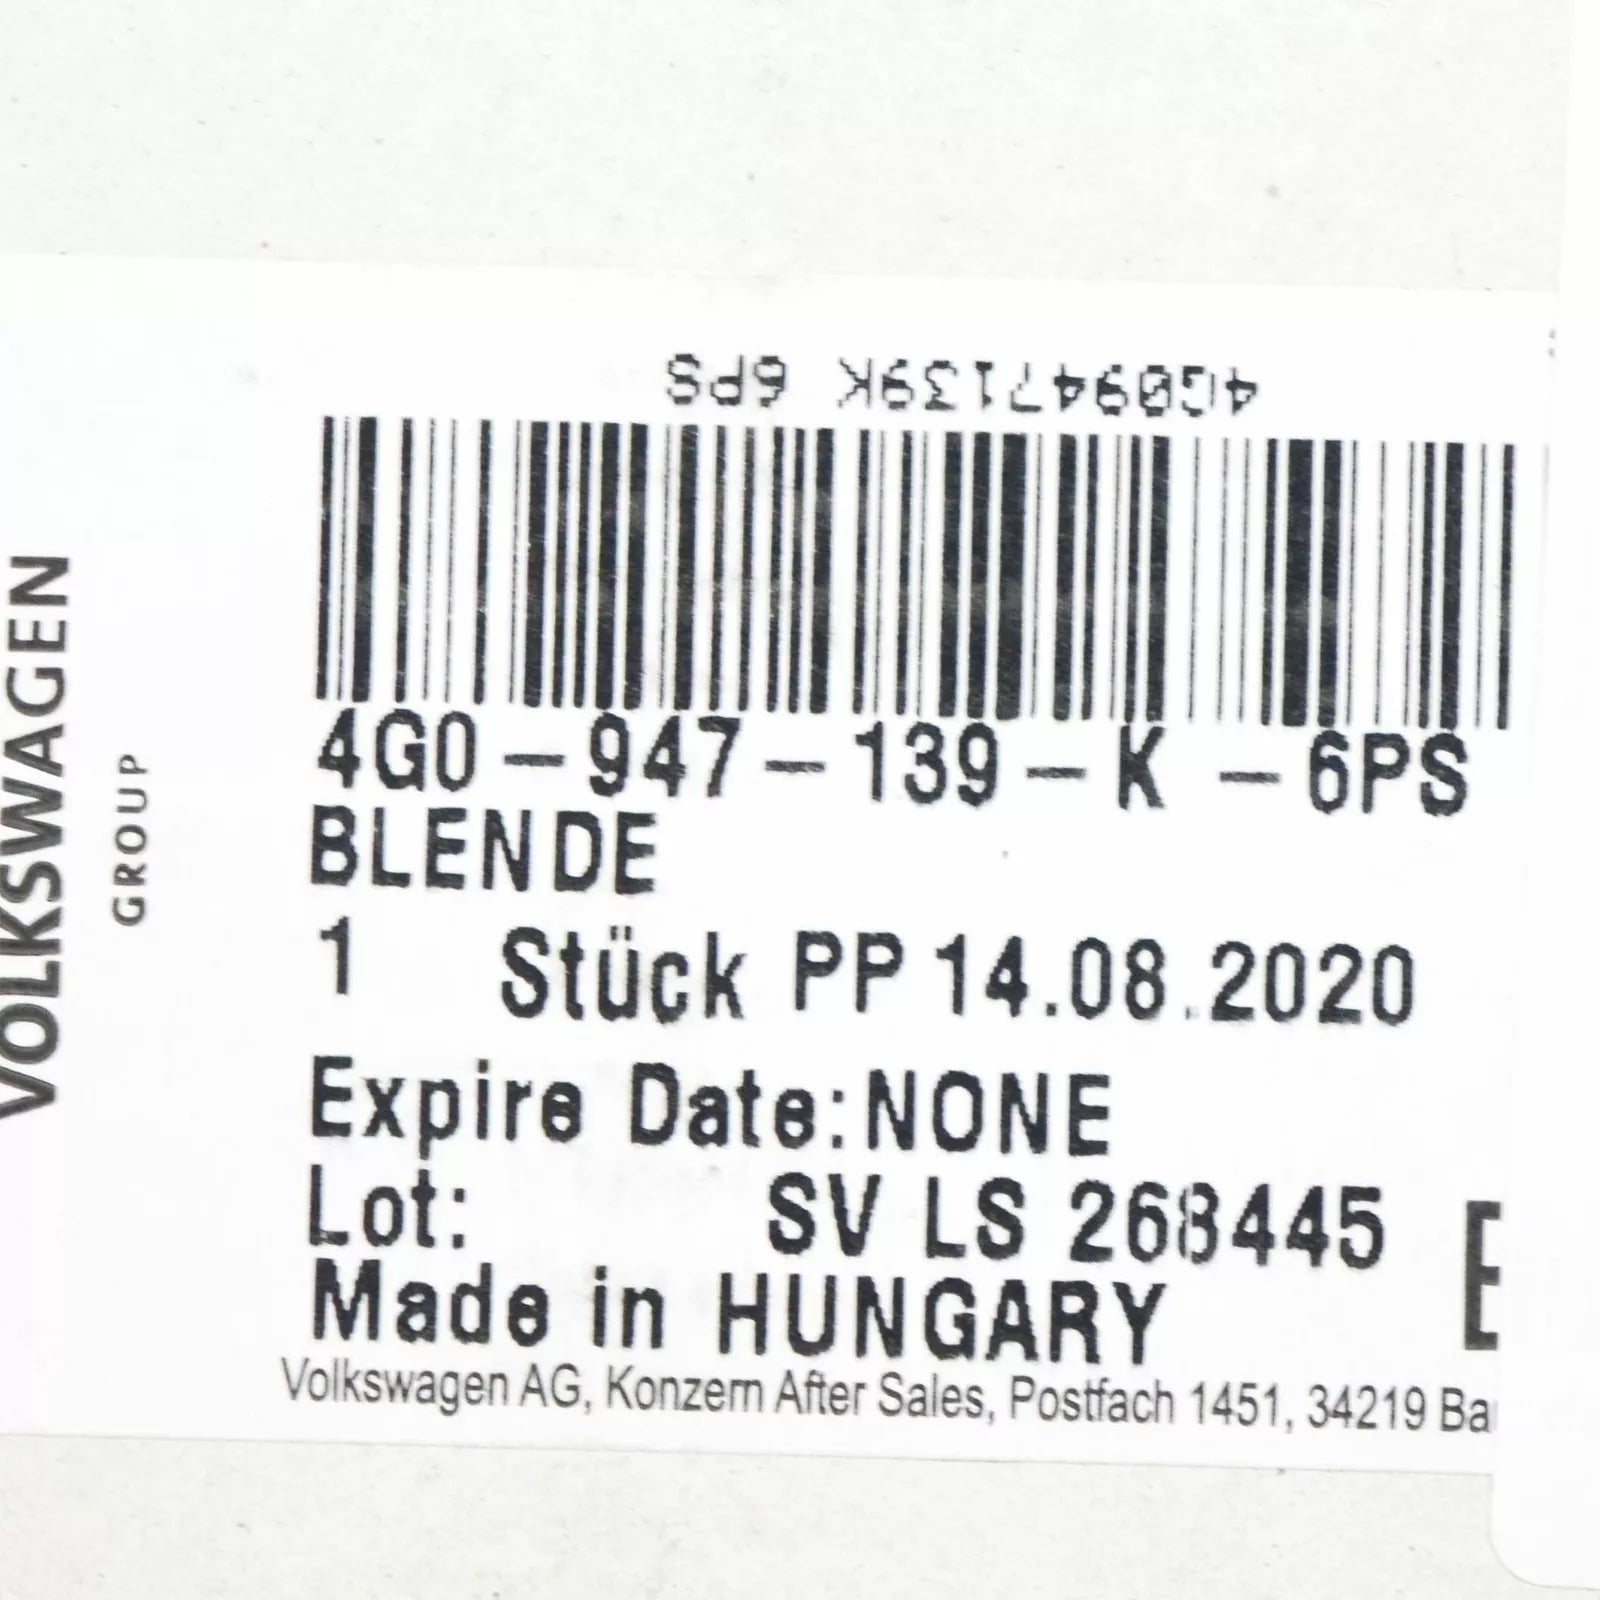 VOLKSWAGEN
GROUP
4G0947139K 6PS
4G0-947-139-K -6PS
BLENDE
1 Stück PP 14.08.2020
Expire Date:NONE
Lot: SV LS 268445
Made in HUNGARY
Volkswagen AG, Konzern After Sales, Postfach 1451, 34219